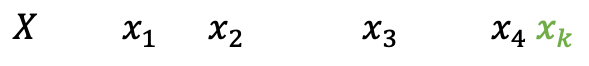 X x₁ x₂ x₃ x₄ xₖ